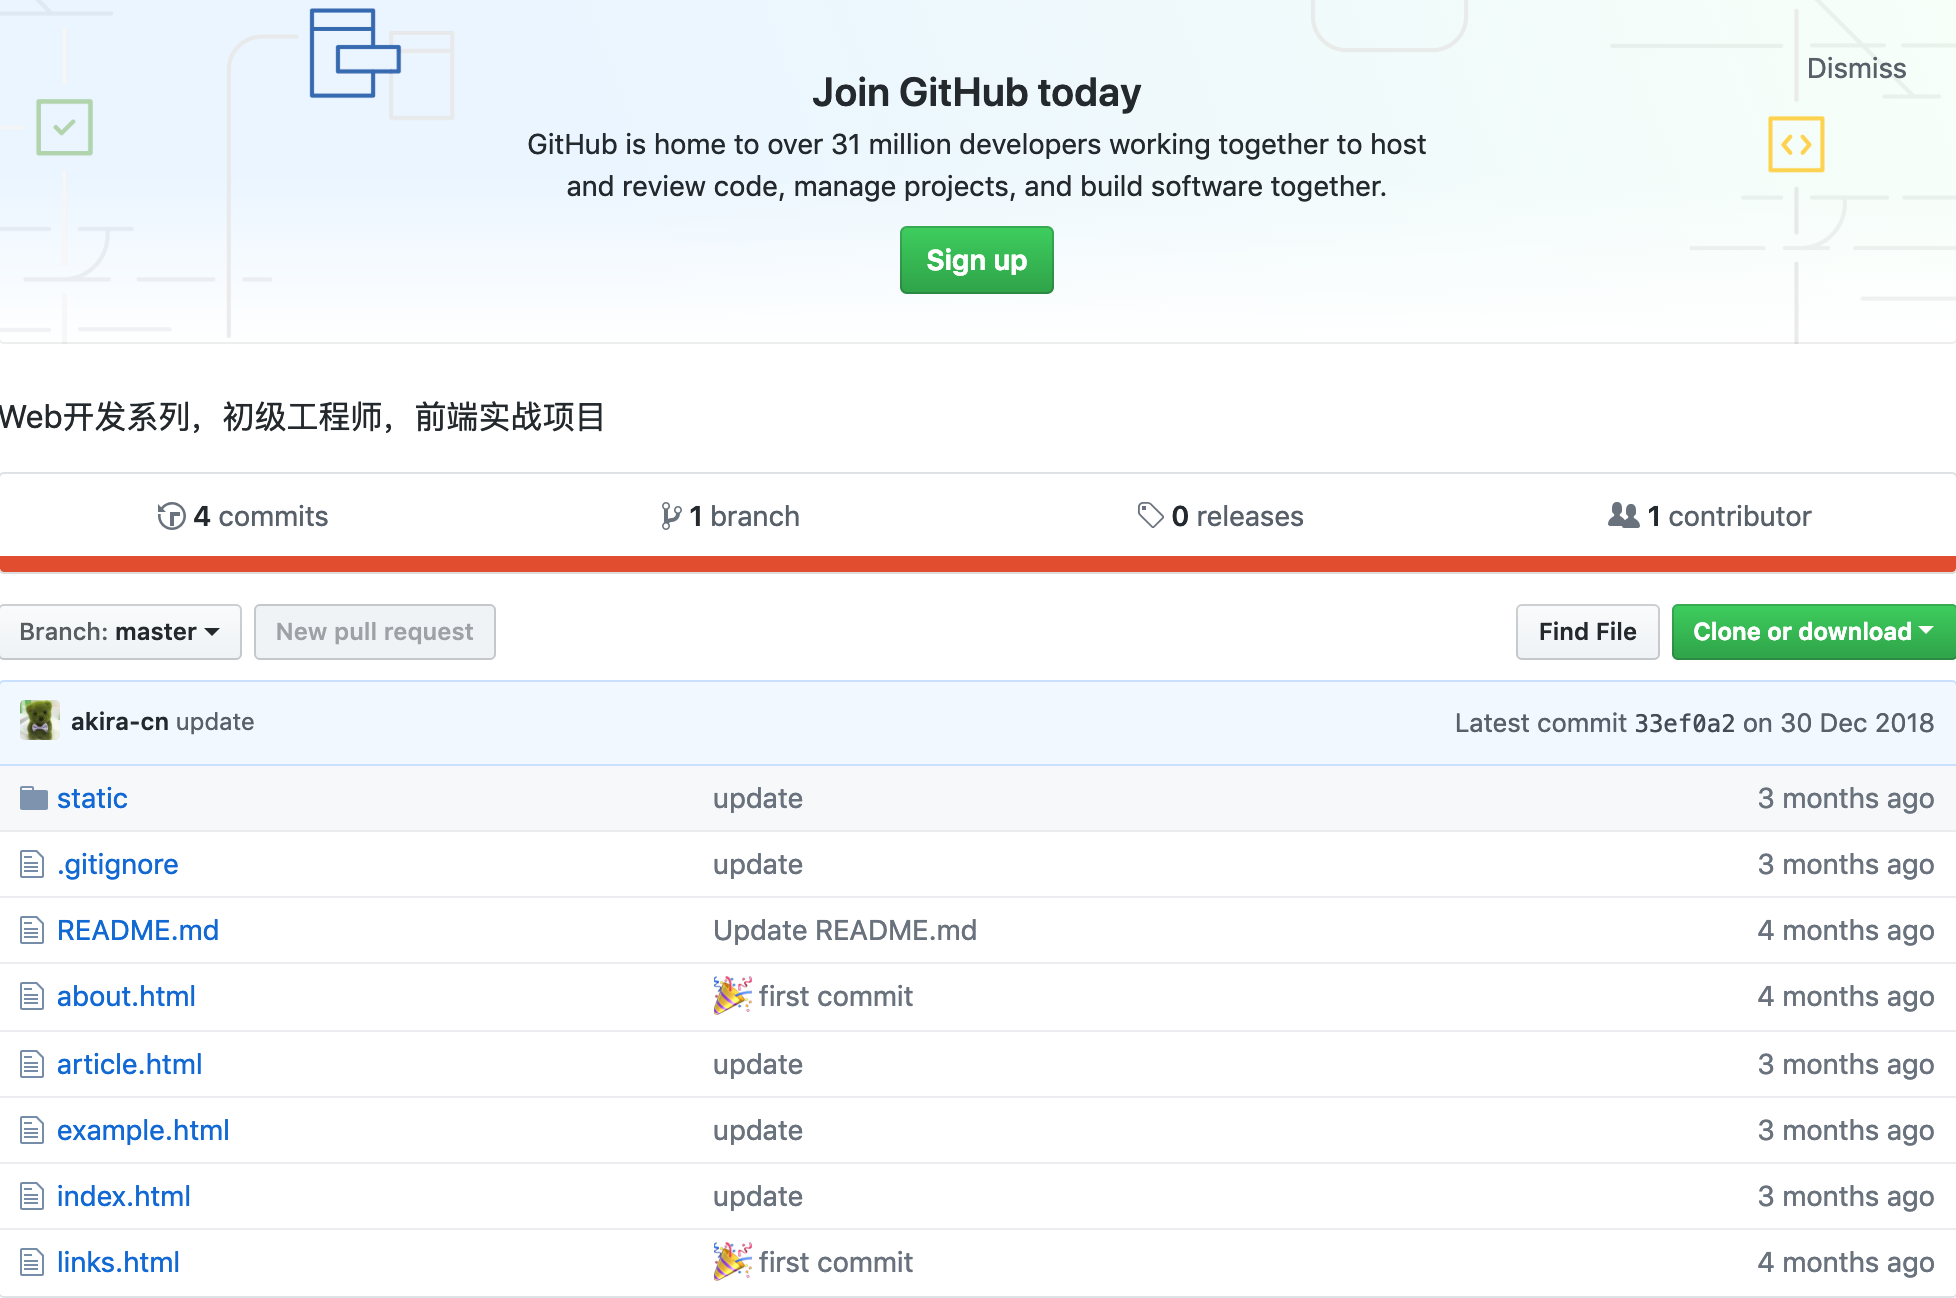 Join GitHub today
Dismiss
GitHub is home to over 31 million developers working together to host
and review code, manage projects, and build software together.
Sign up
Web开发系列，初级工程师，前端实战项目
4 commits 1 branch 0 releases 1 contributor
Branch: master New pull request Find File Clone or download
akira-cn update Latest commit 33ef0a2 on 30 Dec 2018
static update 3 months ago
.gitignore update 3 months ago
README.md Update README.md 4 months ago
about.html 🎉 first commit 4 months ago
article.html update 3 months ago
example.html update 3 months ago
index.html update 3 months ago
links.html 🎉 first commit 4 months ago